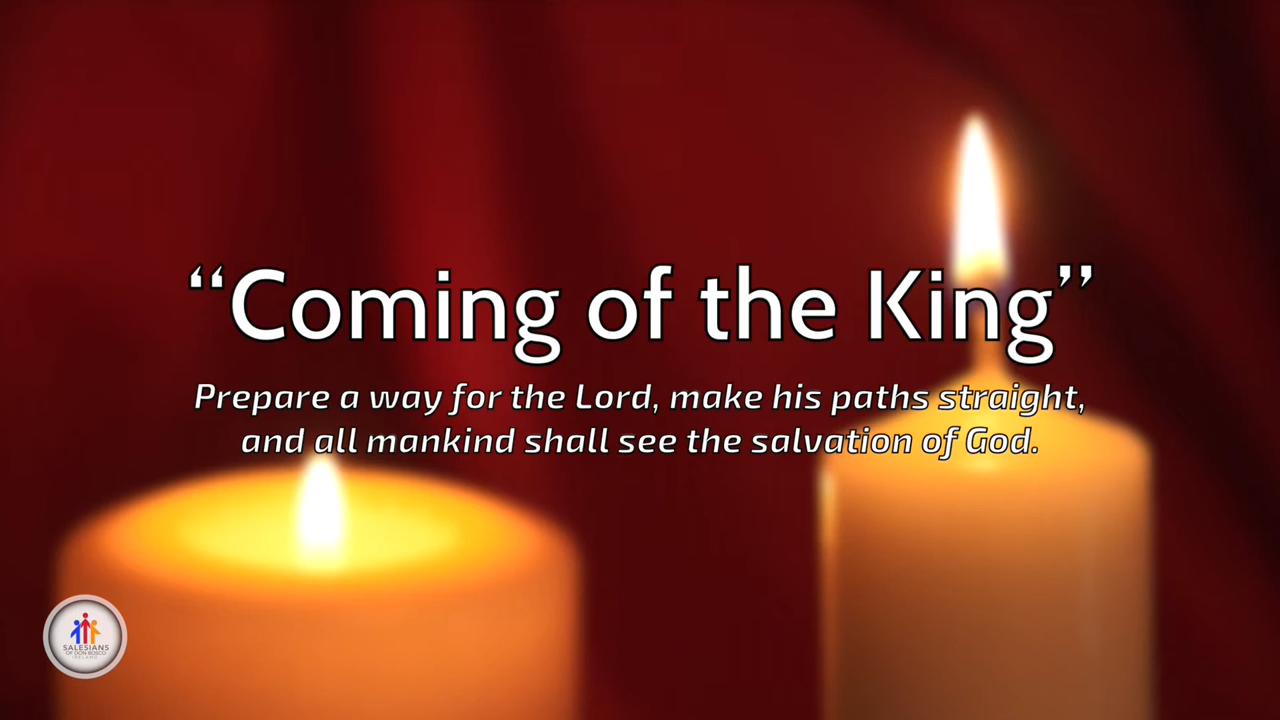 “Coming of the King”
Prepare a way for the Lord, make his paths straight,
and all mankind shall see the salvation of God.
SALESIANS
OF DON BOSCO
IRELAND